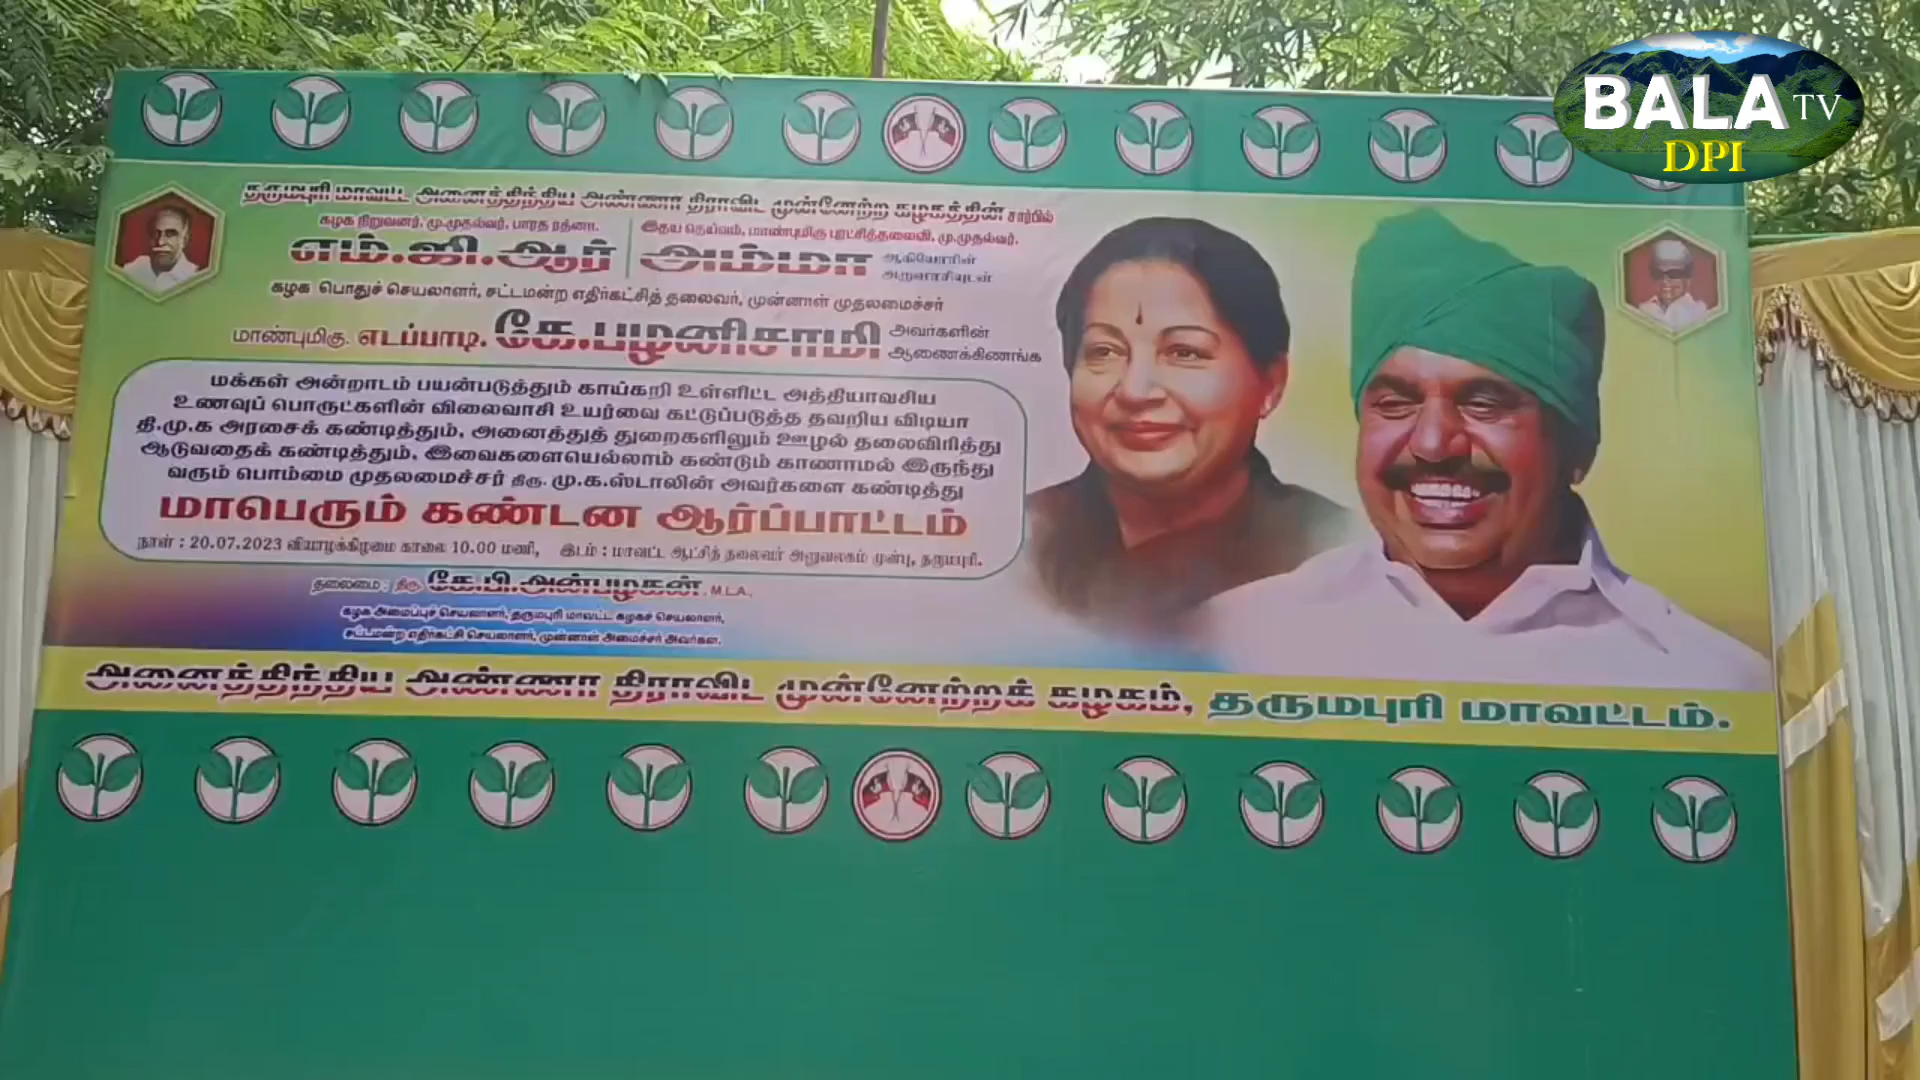 BALA TV
DPI
தருமபுரி மாவட்ட அனைத்திந்திய அண்ணா திராவிட முன்னேற்ற கழகத்தின் சார்பில்
கழக நிறுவனர், மு.முதல்வர், பாரத ரத்னா.
எம்.ஜி.ஆர்
இதய தெய்வம், மாண்புமிகு புரட்சித்தலைவி, மு.முதல்வர்.
அம்மா ஆகியோரின்
அருளாசியுடன்
கழக பொதுச் செயலாளர், சட்டமன்ற எதிர்கட்சித் தலைவர், முன்னாள் முதலமைச்சர்
மாண்புமிகு. எடப்பாடி. கே.பழனிசாமி அவர்களின்
ஆணைக்கிணங்க
மக்கள் அன்றாடம் பயன்படுத்தும் காய்கறி உள்ளிட்ட அத்தியாவசிய
உணவுப் பொருட்களின் விலைவாசி உயர்வை கட்டுப்படுத்த தவறிய விடியா
தி.மு.க அரசைக் கண்டித்தும், அனைத்துத் துறைகளிலும் ஊழல் தலைவிரித்து
ஆடுவதைக் கண்டித்தும், இவைகளையெல்லாம் கண்டும் காணாமல் இருந்து
வரும் பொம்மை முதலமைச்சர் திரு. மு.க.ஸ்டாலின் அவர்களை கண்டித்து
மாபெரும் கண்டன ஆர்ப்பாட்டம்
நாள் : 20.07.2023 வியாழக்கிழமை காலை 10.00 மணி, இடம் : மாவட்ட ஆட்சித் தலைவர் அலுவலகம் முன்பு, தருமபுரி.
தலைமை : திரு கே.பி.அன்பழகன். M.L.A.,
கழக அமைப்புச் செயலாளர், தருமபுரி மாவட்ட கழகச் செயலாளர்,
சட்டமன்ற எதிர்கட்சி செயலாளர், முன்னாள் அமைச்சர் அவர்கள.
அனைத்திந்திய அண்ணா திராவிட முன்னேற்றக் கழகம், தருமபுரி மாவட்டம்.